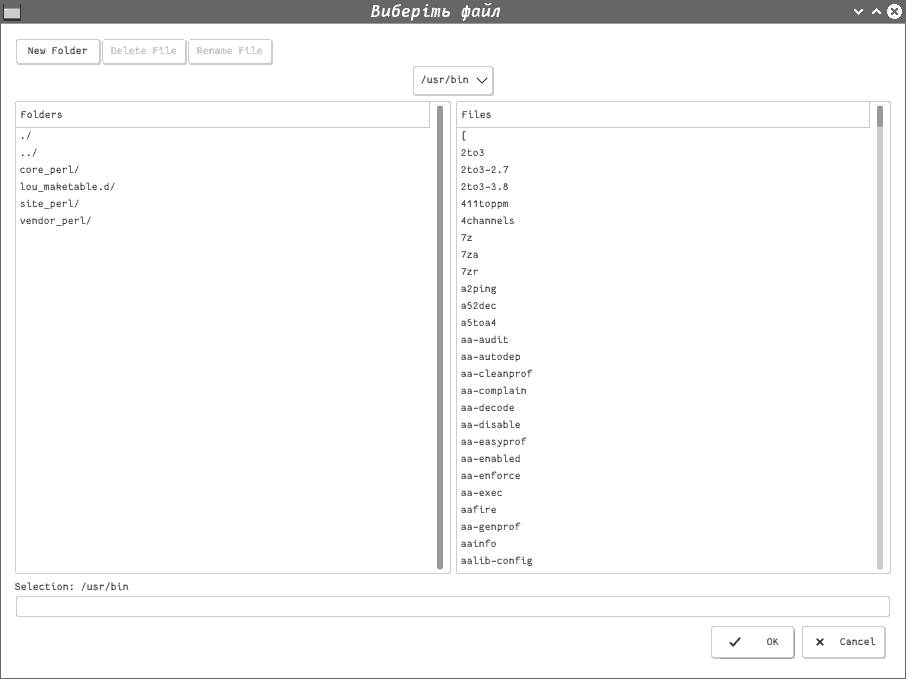 Виберіть файл
New Folder Delete File Rename File
/usr/bin
Folders
./
../
core_perl/
lou_maketable.d/
site_perl/
vendor_perl/
Files
[
2to3
2to3-2.7
2to3-3.8
411toppm
4channels
7z
7za
7zr
a2ping
a52dec
a5toa4
aa-audit
aa-autodep
aa-cleanprof
aa-complain
aa-decode
aa-disable
aa-easyprof
aa-enabled
aa-enforce
aa-exec
aafire
aa-genprof
aainfo
aalib-config
Selection: /usr/bin
OK Cancel